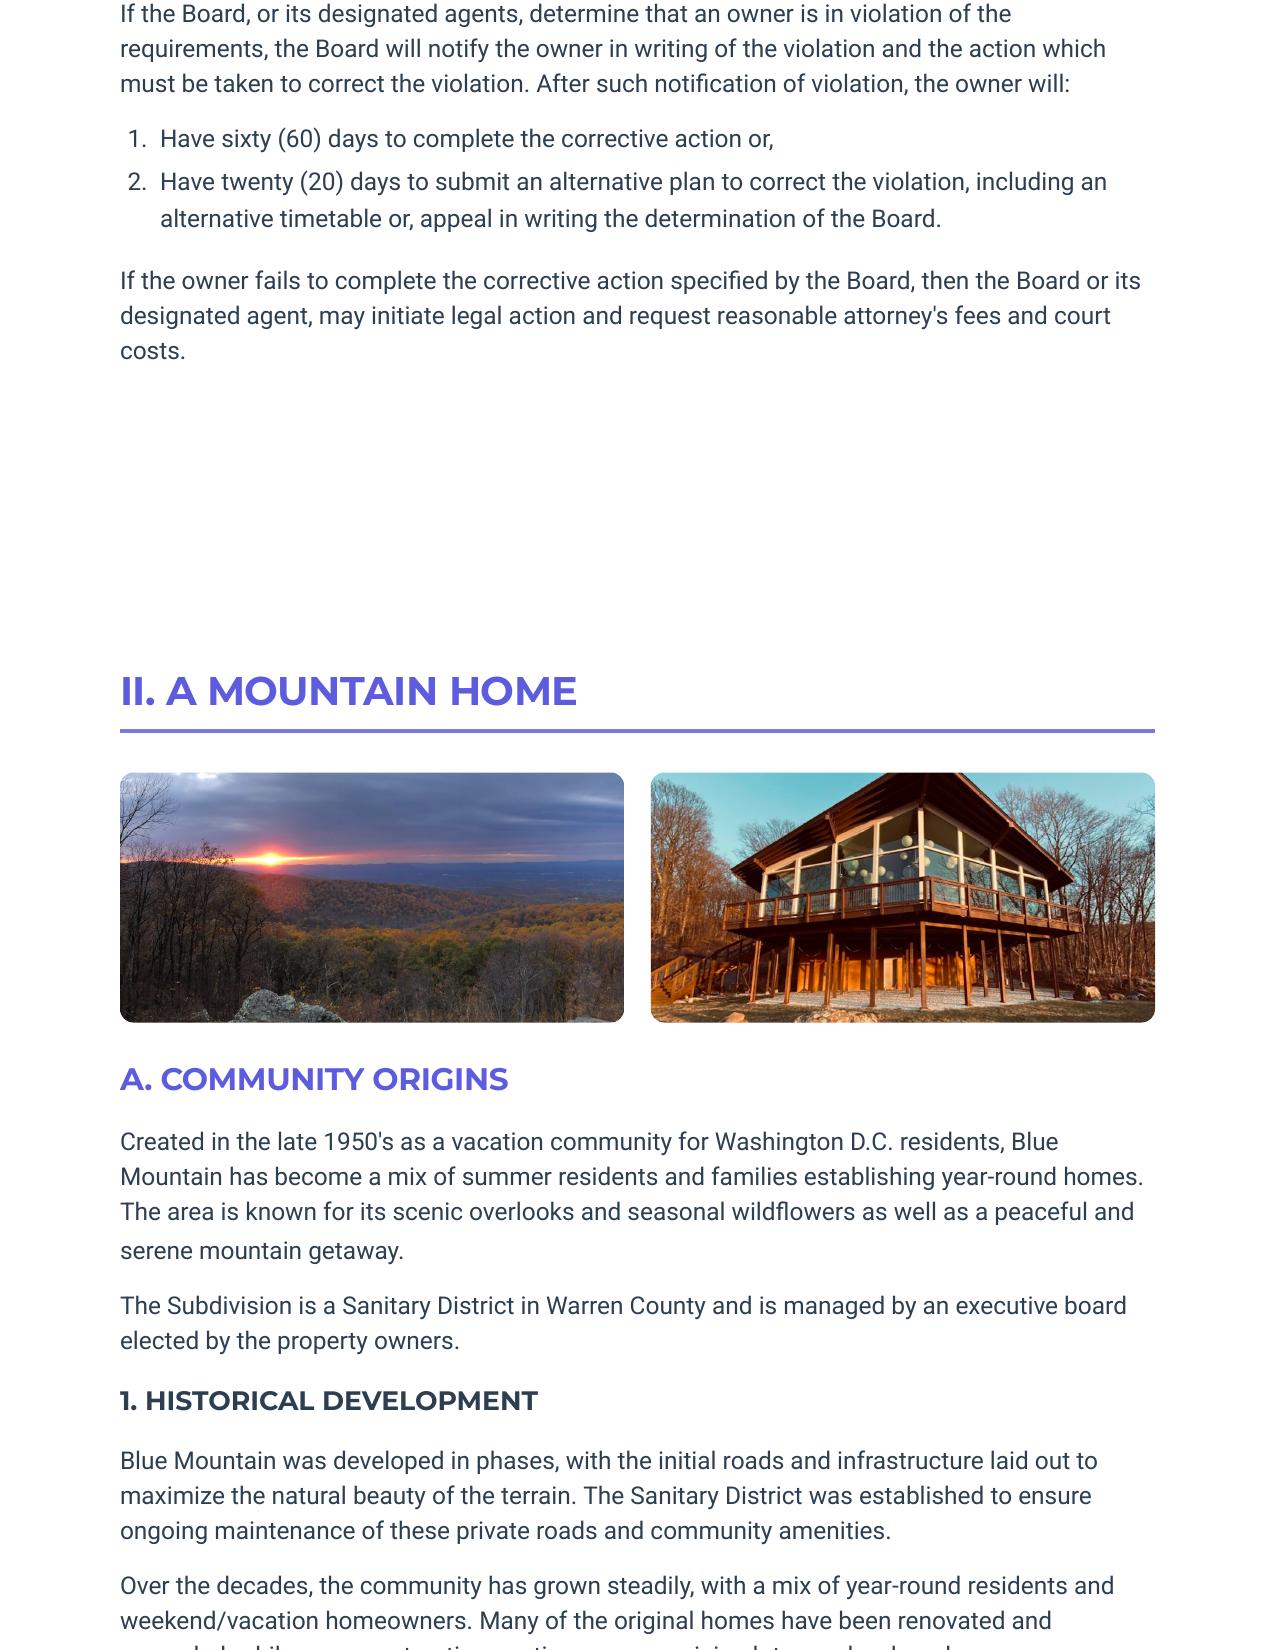 If the Board, or its designated agents, determine that an owner is in violation of the
requirements, the Board will notify the owner in writing of the violation and the action which
must be taken to correct the violation. After such notification of violation, the owner will:
1. Have sixty (60) days to complete the corrective action or,
2. Have twenty (20) days to submit an alternative plan to correct the violation, including an
alternative timetable or, appeal in writing the determination of the Board.
If the owner fails to complete the corrective action specified by the Board, then the Board or its
designated agent, may initiate legal action and request reasonable attorney's fees and court
costs.
II. A MOUNTAIN HOME
A. COMMUNITY ORIGINS
Created in the late 1950's as a vacation community for Washington D.C. residents, Blue
Mountain has become a mix of summer residents and families establishing year-round homes.
The area is known for its scenic overlooks and seasonal wildflowers as well as a peaceful and
serene mountain getaway.
The Subdivision is a Sanitary District in Warren County and is managed by an executive board
elected by the property owners.
1. HISTORICAL DEVELOPMENT
Blue Mountain was developed in phases, with the initial roads and infrastructure laid out to
maximize the natural beauty of the terrain. The Sanitary District was established to ensure
ongoing maintenance of these private roads and community amenities.
Over the decades, the community has grown steadily, with a mix of year-round residents and
weekend/vacation homeowners. Many of the original homes have been renovated and